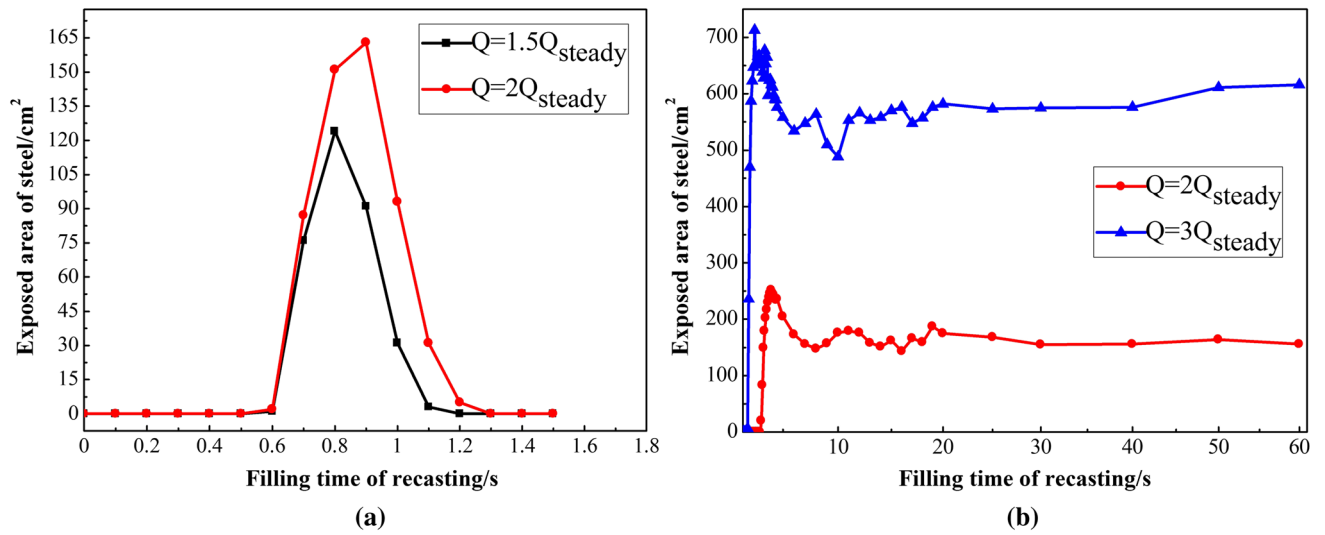 165
150
135
120
105
90
75
60
45
30
15
0
Exposed area of steel/cm²
Q=1.5Qsteady
Q=2Qsteady
0 0.2 0.4 0.6 0.8 1 1.2 1.4 1.6 1.8
Filling time of recasting/s
(a)
700
600
500
400
300
200
100
0
Exposed area of steel/cm²
Q=2Qsteady
Q=3Qsteady
10 20 30 40 50 60
Filling time of recasting/s
(b)